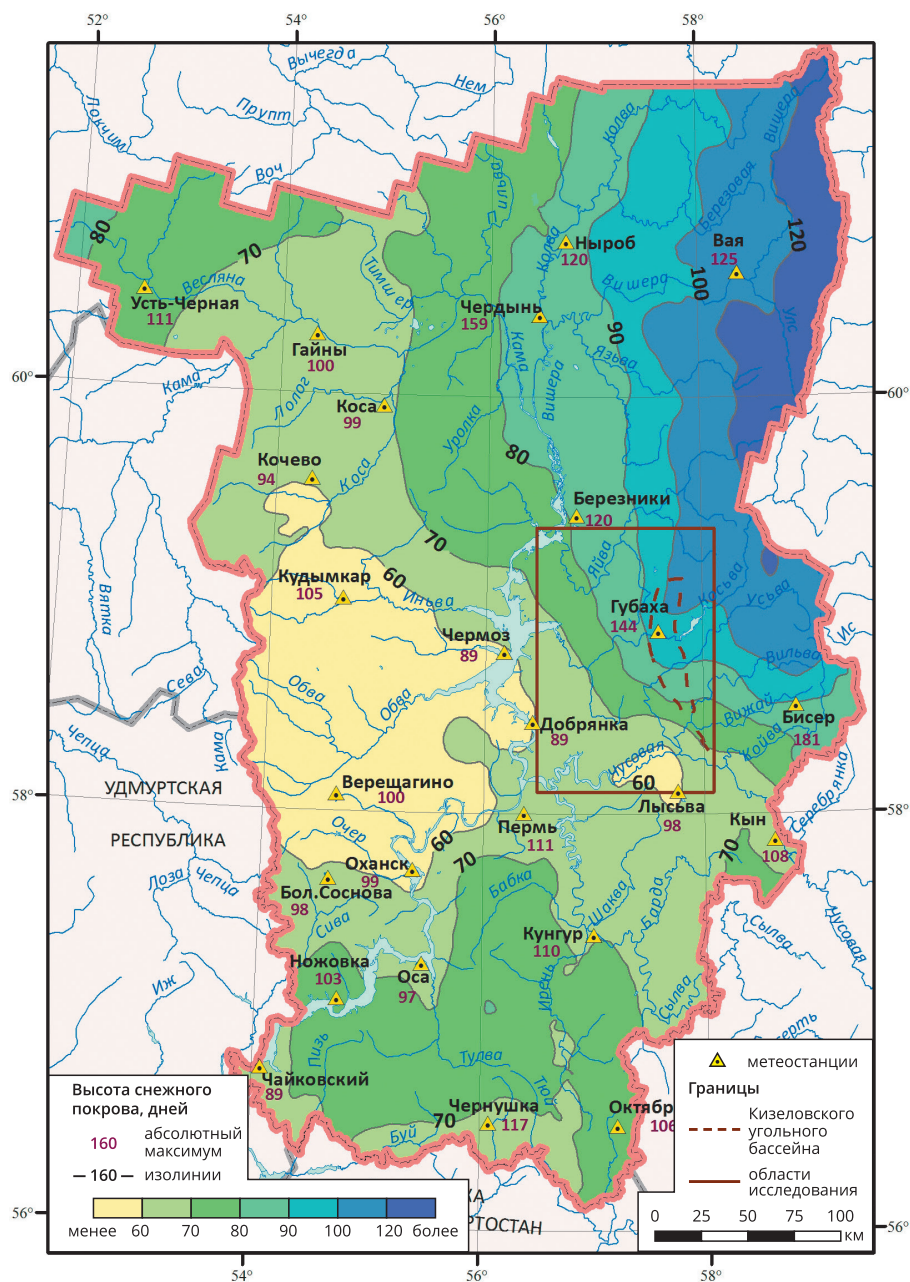 52°
54°
56°
58°
Вычегда
Нем
Локчим
Прупт
Воч
Вишера
Колва
Березовая
80
70
120
Ныроб
120
Вая
125
Колва
Весляна
Тимшер
Усть-Черная
111
Вишера
100
Чердынь
159
Улс
90
Гайны
100
Кама
Вишера
Язьва
60°
60°
Кама
Лолог
Коса
99
Уролка
80
Кочево
94
Коса
Березники
120
70
Яйва
60
Кудымкар
105
Иньва
Косьва
Усьва
Вятка
Губаха
144
Чермоз
89
Ис
Вильва
Сева
Обва
Обва
Вижай
Бисер
181
Добрянка
89
Чепца
Кама
Койва
Чусовая
60
УДМУРТСКАЯ
58°
58°
Верещагино
100
Лысьва
98
Серебрянка
РЕСПУБЛИКА
Очер
60
Пермь
111
Кын
108
70
Оханск
99
70
Лоза
Чепца
Бол.Соснова
98
Бабка
Шаква
Барда
Сива
Кунгур
110
Сылва
Чусовая
Ножовка
103
Оса
97
Иж
Ирень
Сылва
Пизь
Тулва
Чайковский
89
Тюй
Чернушка
117
70
Буй
Октябр
106
Высота снежного
покрова, дней
160
абсолютный
максимум
160
изолинии
менее
60
70
80
90
100
120
более
метеостанции
Границы
Кизеловского
угольного
бассейна
области
исследования
0
25
50
75
100
км
ТОСТАН
56°
56°
54°
56°
58°